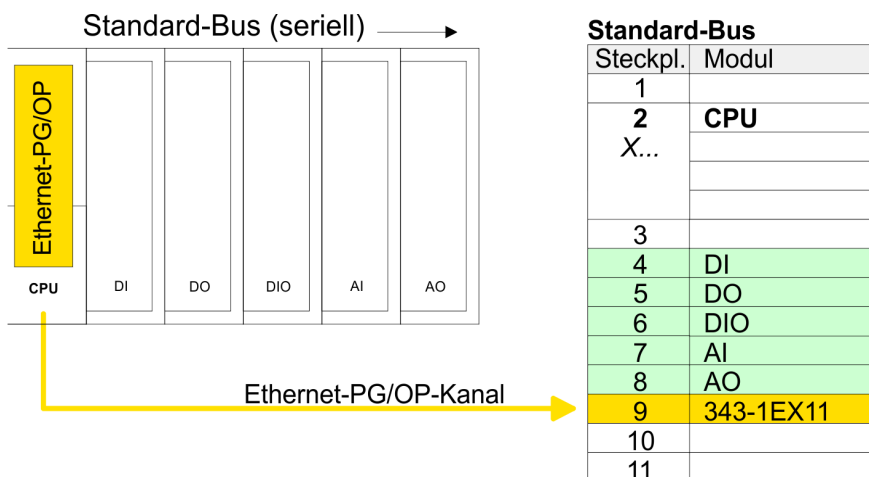 Standard-Bus (seriell)
Ethernet-PG/OP
CPU
DI
DO
DIO
AI
AO
Ethernet-PG/OP-Kanal
Standard-Bus
Steckpl. Modul
1
2 CPU
X...
3
4 DI
5 DO
6 DIO
7 AI
8 AO
9 343-1EX11
10
11